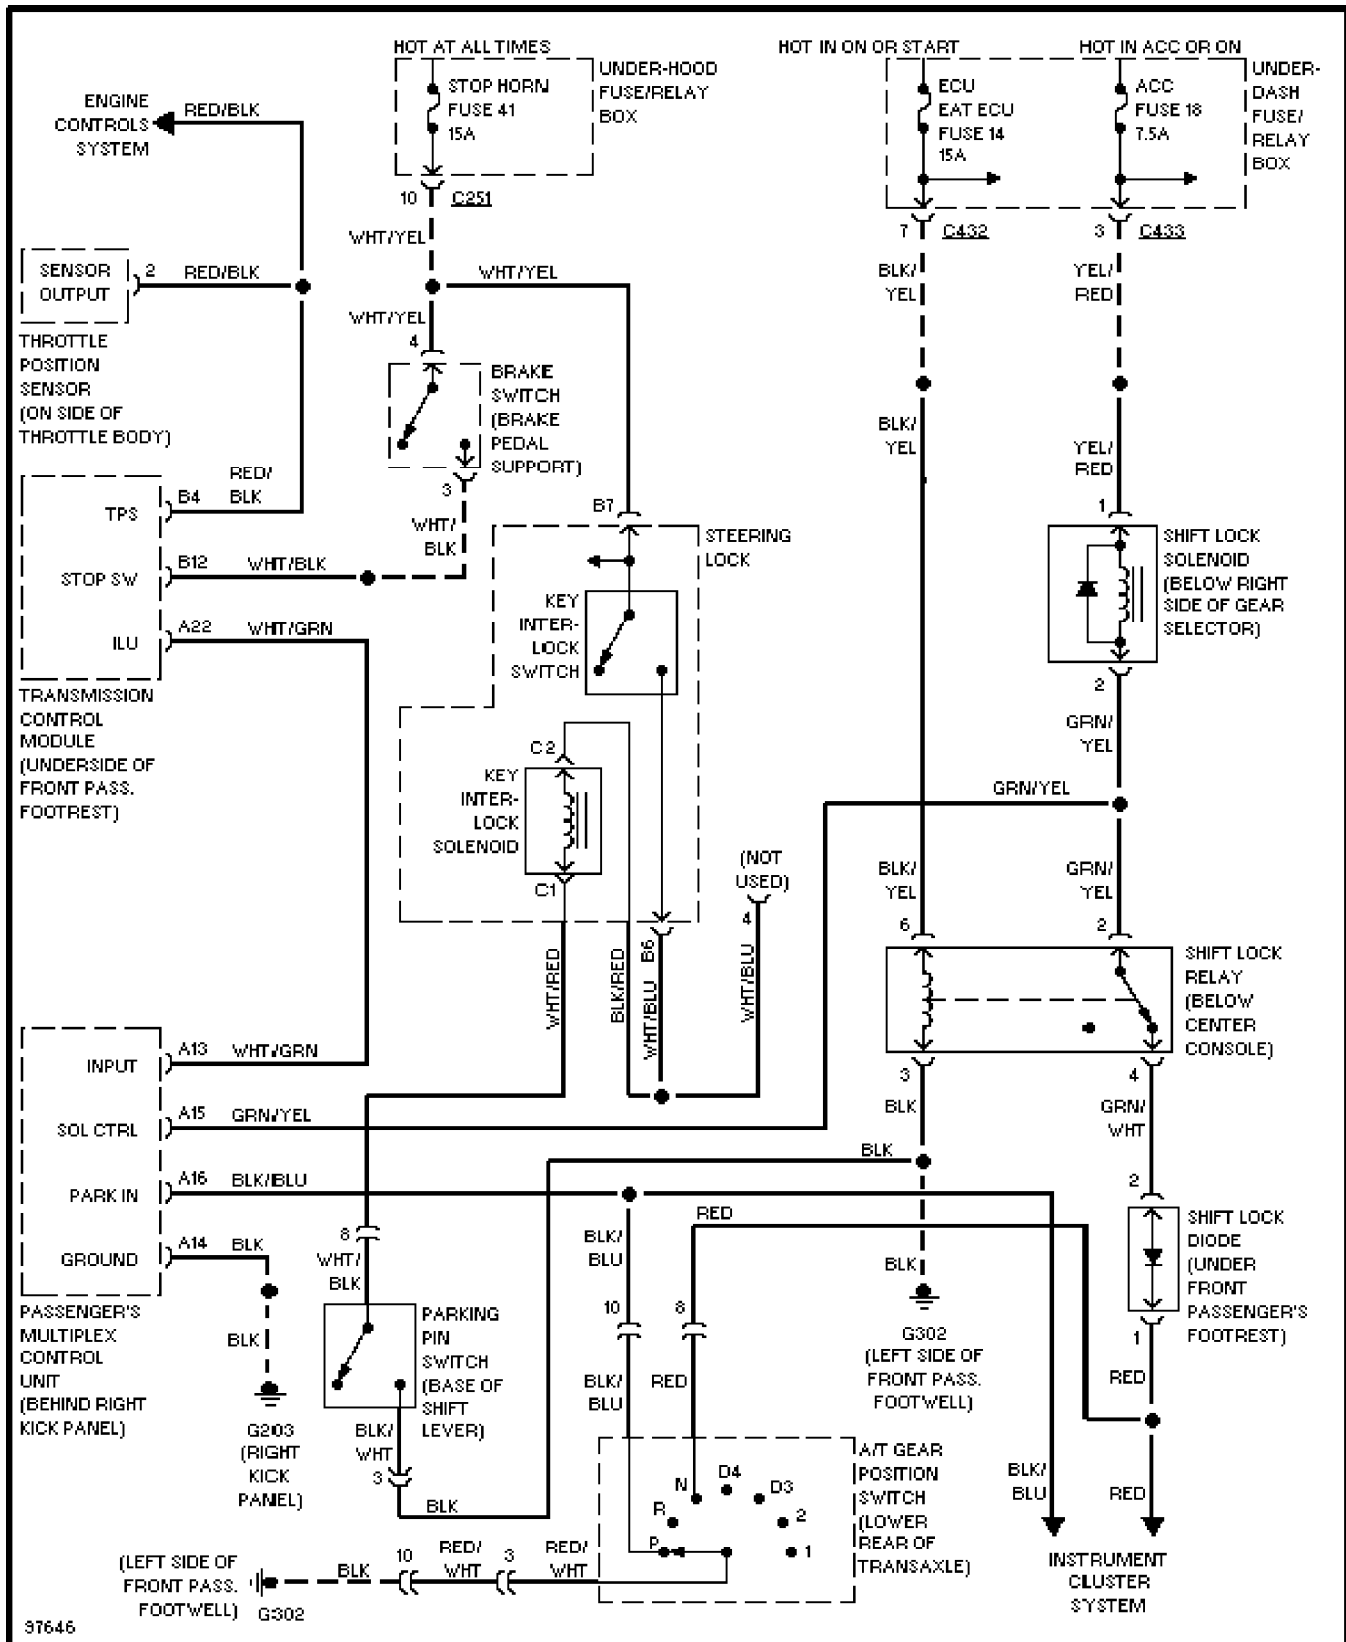 HOT AT ALL TIMES
HOT IN ON OR START
HOT IN ACC OR ON
STOP HORN
FUSE 41
15A
UNDER-HOOD
FUSE/RELAY
BOX
ECU
EAT ECU
FUSE 14
15A
ACC
FUSE 18
7.5A
UNDER-
DASH
FUSE/
RELAY
BOX
ENGINE
CONTROLS
SYSTEM
RED/BLK
10
C251
WHT/YEL
7
C432
3
C433
BLK/
YEL
YEL/
RED
SENSOR
OUTPUT
2
RED/BLK
WHT/YEL
WHT/YEL
4
THROTTLE
POSITION
SENSOR
(ON SIDE OF
THROTTLE BODY)
BRAKE
SWITCH
(BRAKE
PEDAL
SUPPORT)
3
WHT/
BLK
BLK/
YEL
YEL/
RED
1
RED/
BLK
B4
TPS
B12
WHT/BLK
STOP SW
A22
WHT/GRN
ILU
TRANSMISSION
CONTROL
MODULE
(UNDERSIDE OF
FRONT PASS.
FOOTREST)
B7
STEERING
LOCK
KEY
INTER-
LOCK
SWITCH
C2
KEY
INTER-
LOCK
SOLENOID
C1
SHIFT LOCK
SOLENOID
(BELOW RIGHT
SIDE OF GEAR
SELECTOR)
2
GRN/
YEL
GRN/YEL
(NOT
USED)
4
BLK/
YEL
GRN/
YEL
6
2
WHT/RED
BLK/RED
WHT/BLU
B6
WHT/BLU
SHIFT LOCK
RELAY
(BELOW
CENTER
CONSOLE)
3
4
BLK
GRN/
WHT
INPUT
A13
WHT/GRN
SOL CTRL
A15
GRN/YEL
PARK IN
A16
BLK/BLU
GROUND
A14
BLK
PASSENGER'S
MULTIPLEX
CONTROL
UNIT
(BEHIND RIGHT
KICK PANEL)
BLK
G203
(RIGHT
KICK
PANEL)
BLK
2
SHIFT LOCK
DIODE
(UNDER
FRONT
PASSENGER'S
FOOTREST)
1
RED
8
WHT/
BLK
PARKING
PIN
SWITCH
(BASE OF
SHIFT
LEVER)
BLK/
WHT
3
BLK
BLK/
BLU
RED
10
8
BLK/
BLU
RED
BLK
G302
(LEFT SIDE OF
FRONT PASS.
FOOTWELL)
N
D4
D3
R
2
P
1
A/T GEAR
POSITION
SWITCH
(LOWER
REAR OF
TRANSAXLE)
BLK/
BLU
RED
INSTRUMENT
CLUSTER
SYSTEM
(LEFT SIDE OF
FRONT PASS.
FOOTWELL)
G302
BLK
10
RED/
WHT
3
RED/
WHT
97646